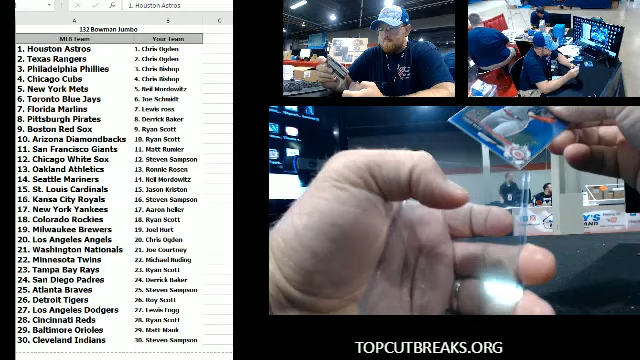 1. Houston Astros
A B C
132 Bowman Jumbo
MLB Team Your Team
1. Houston Astros 1. Chris Ogden
2. Texas Rangers 2. Chris Ogden
3. Philadelphia Phillies 3. Chris Bishop
4. Chicago Cubs 4. Chris Bishop
5. New York Mets 5. Neil Mordowitz
6. Toronto Blue Jays 6. Joe Schmidt
7. Florida Marlins 7. Lewis ross
8. Pittsburgh Pirates 8. Derrick Baker
9. Boston Red Sox 9. Ryan Scott
10. Arizona Diamondbacks 10. Ryan Scott
11. San Francisco Giants 11. Matt Rumier
12. Chicago White Sox 12. Steven Sampson
13. Oakland Athletics 13. Ronnie Rosen
14. Seattle Mariners 14. Neil Mordowitz
15. St. Louis Cardinals 15. Jason Kriston
16. Kansas City Royals 16. Steven Sampson
17. New York Yankees 17. Aaron heller
18. Colorado Rockies 18. Ryan Scott
19. Milwaukee Brewers 19. Joel Hurt
20. Los Angeles Angels 20. Chris Ogden
21. Washington Nationals 21. Joe Courtney
22. Minnesota Twins 22. Michael Ruding
23. Tampa Bay Rays 23. Ryan Scott
24. San Diego Padres 24. Derrick Baker
25. Atlanta Braves 25. Steven Sampson
26. Detroit Tigers 26. Roy Scott
27. Los Angeles Dodgers 27. Lewis Fogg
28. Cincinnati Reds 28. Ryan Scott
29. Baltimore Orioles 29. Matt Mauk
30. Cleveland Indians 30. Steven Sampson
TOPCUTBREAKS.ORG